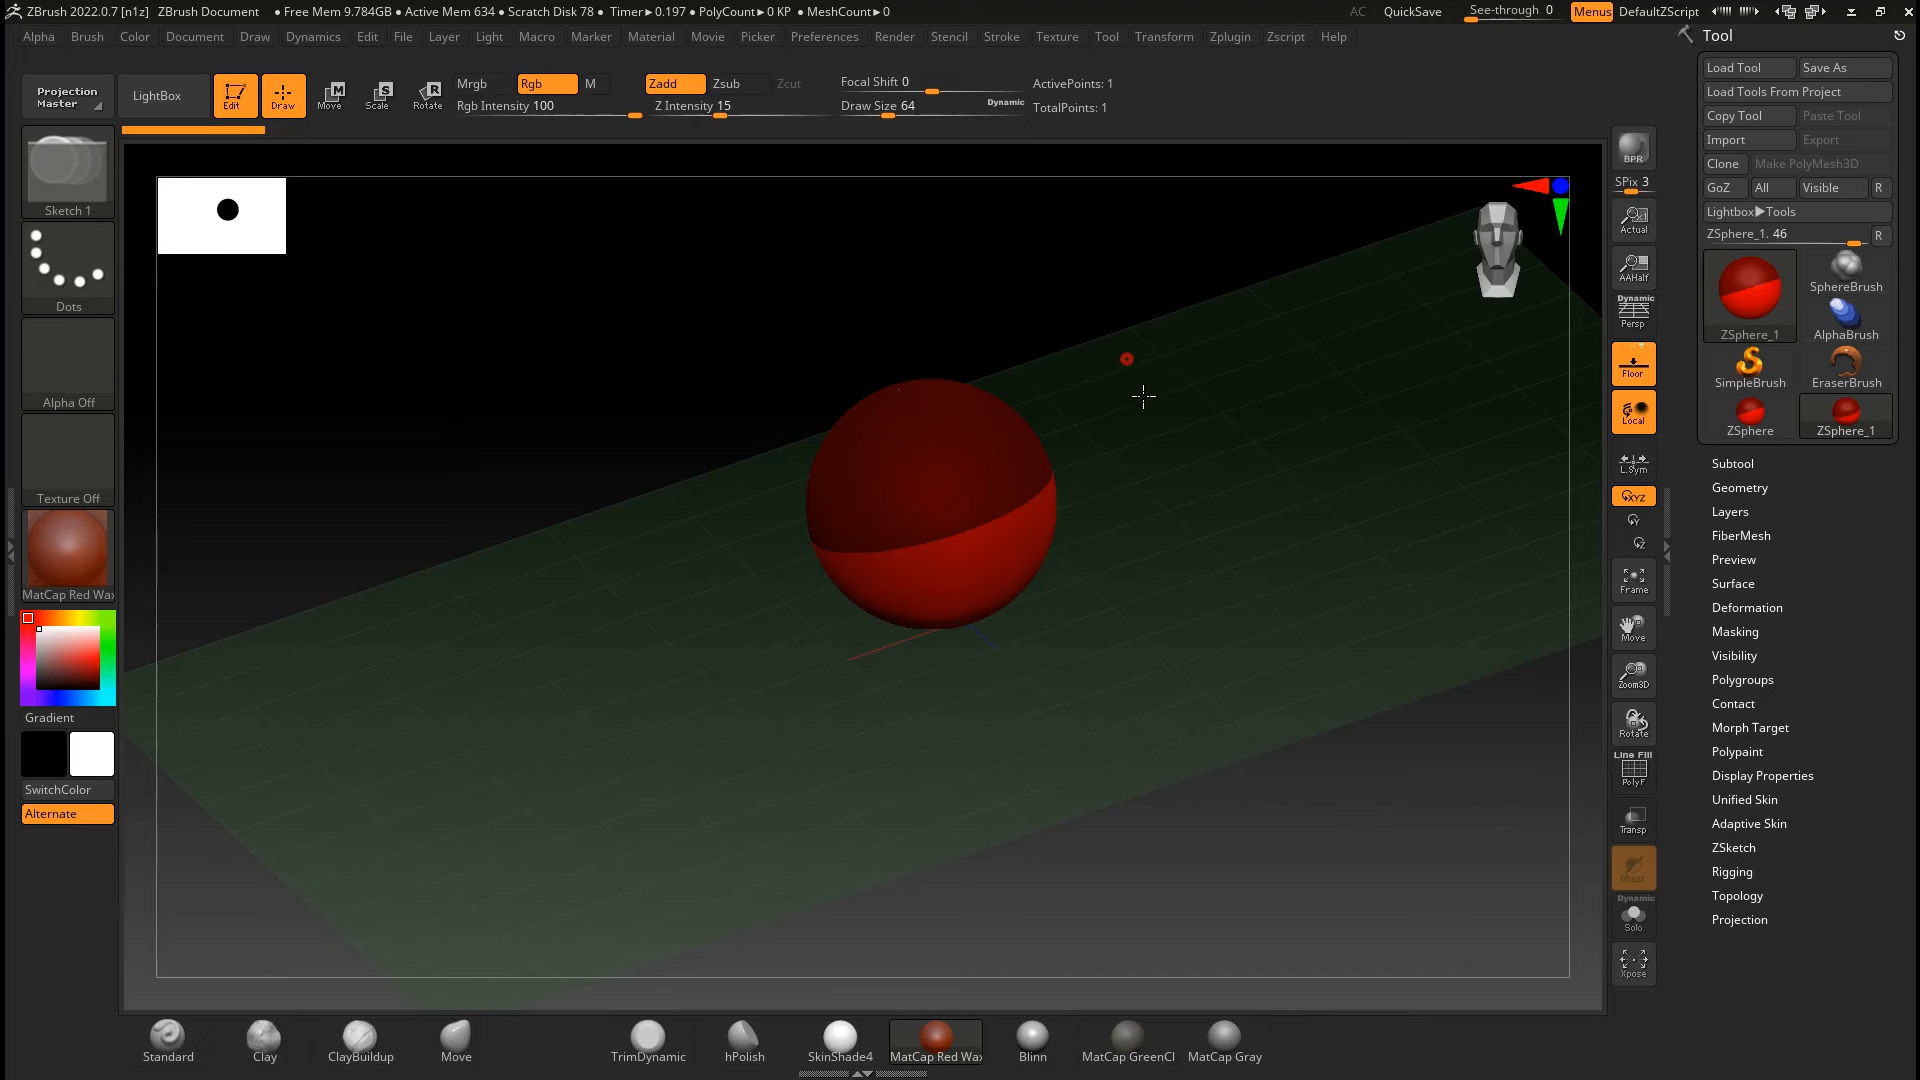 ZBrush 2022.0.7 [n1z] ZBrush Document • Free Mem 9.784GB • Active Mem 634 • Scratch Disk 78 • Timer►0.197 • PolyCount►0 KP • MeshCount►0 AC QuickSave See-through 0 Menus DefaultZScript
Alpha Brush Color Document Draw Dynamics Edit File Layer Light Macro Marker Material Movie Picker Preferences Render Stencil Stroke Texture Tool Transform Zplugin Zscript Help
Projection Master
LightBox
Edit
Draw
Move
Scale
Rotate
Mrgb Rgb M
Rgb Intensity 100
Zadd Zsub Zcut
Z Intensity 15
Focal Shift 0
Draw Size 64
Dynamic
ActivePoints: 1
TotalPoints: 1
Sketch 1
Dots
Alpha Off
Texture Off
MatCap Red Wax
Gradient
SwitchColor
Alternate
BPR
SPix 3
Actual
AAHalf
Dynamic
Persp
Floor
Local
L.Sym
XYZ
Y
Z
Frame
Move
Zoom3D
Rotate
Line Fill
PolyF
Transp
Ghost
Dynamic
Solo
Xpose
Tool
Load Tool Save As
Load Tools From Project
Copy Tool Paste Tool
Import Export
Clone Make PolyMesh3D
GoZ All Visible R
Lightbox►Tools
ZSphere_1. 46 R
ZSphere_1
SphereBrush
AlphaBrush
SimpleBrush
EraserBrush
ZSphere
ZSphere_1
Subtool
Geometry
Layers
FiberMesh
Preview
Surface
Deformation
Masking
Visibility
Polygroups
Contact
Morph Target
Polypaint
Display Properties
Unified Skin
Adaptive Skin
ZSketch
Rigging
Topology
Projection
Standard Clay ClayBuildup Move TrimDynamic hPolish SkinShade4 MatCap Red Wax Blinn MatCap GreenCl MatCap Gray